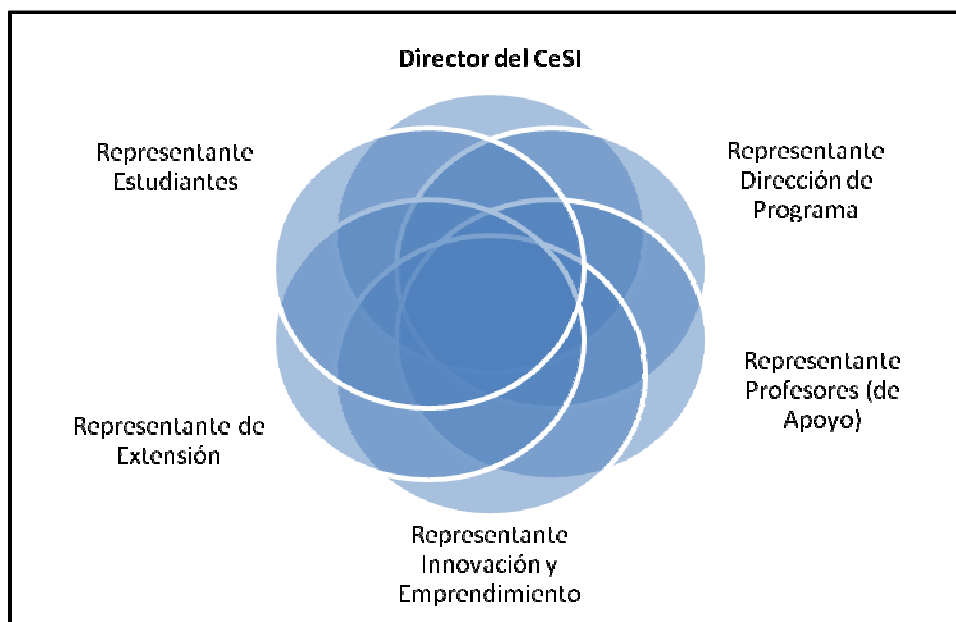 Director del CeSI
Representante
Estudiantes
Representante
Dirección de
Programa
Representante
Profesores (de
Apoyo)
Representante de
Extensión
Representante
Innovación y
Emprendimiento